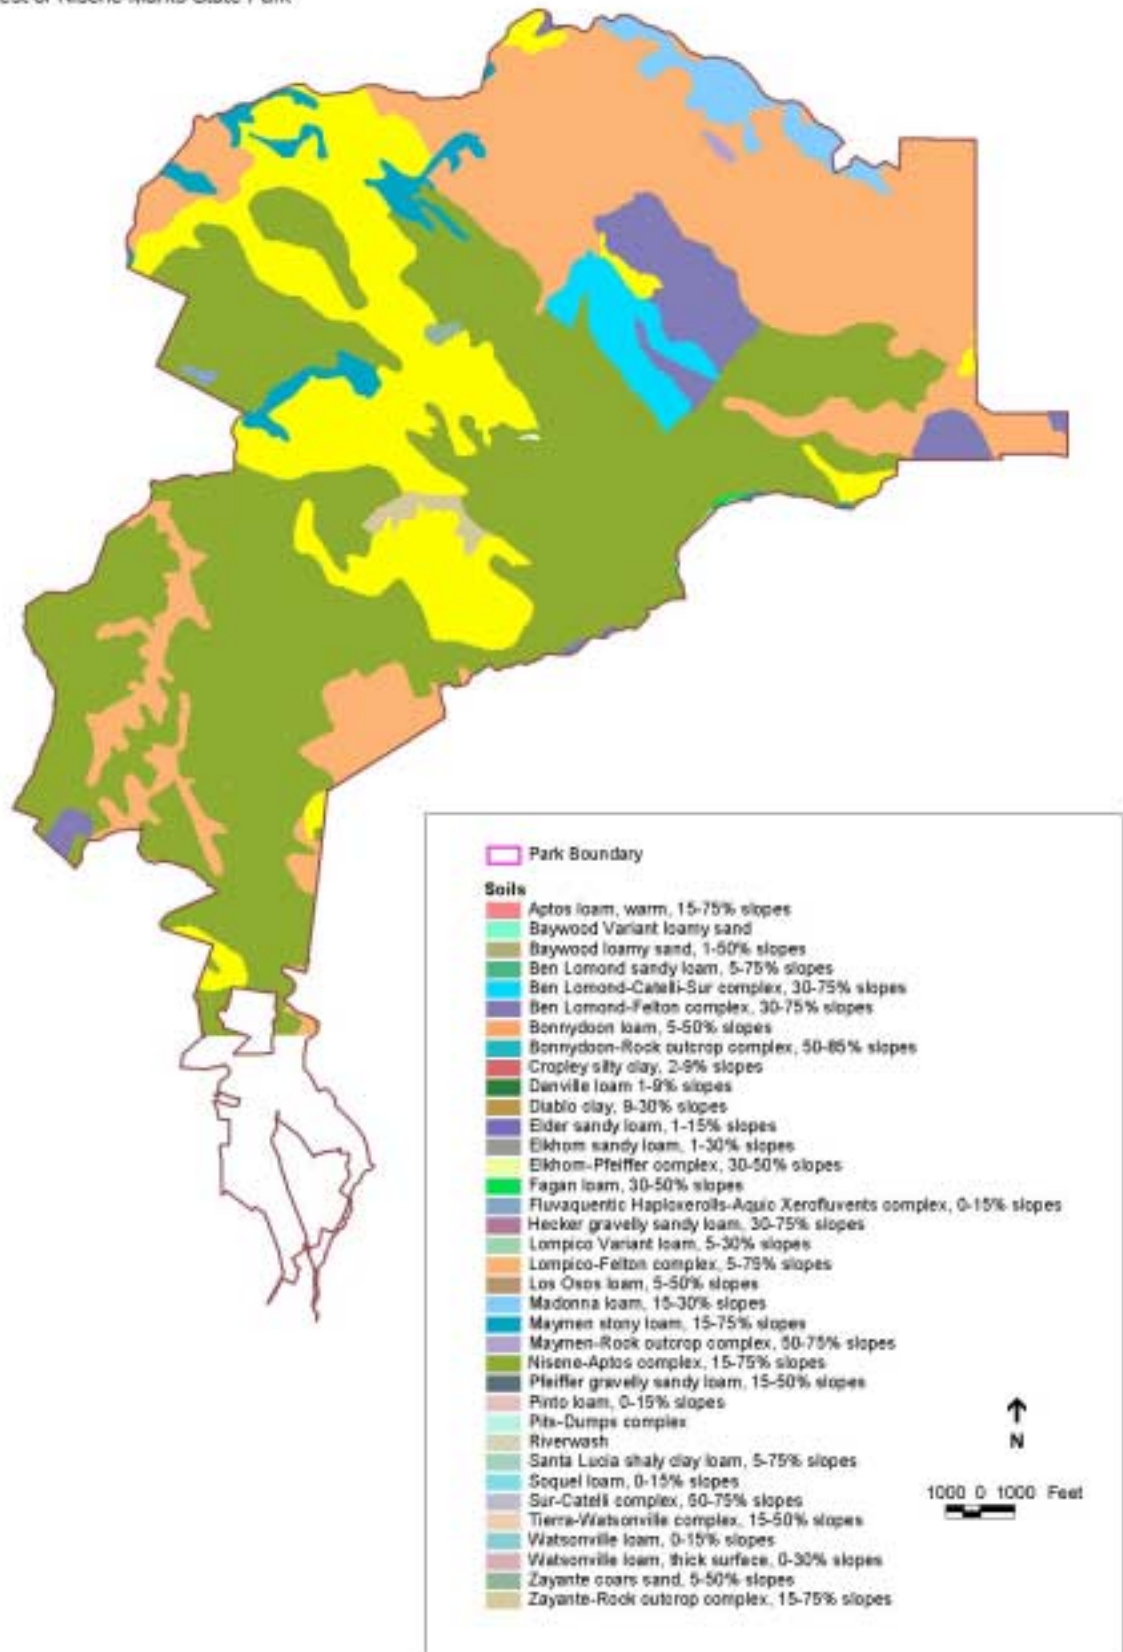 of Nisene Marks State Park
Park Boundary
Soils
Aptos loam, warm, 15-75% slopes
Baywood Variant loamy sand
Baywood loamy sand, 1-50% slopes
Ben Lomond sandy loam, 5-75% slopes
Ben Lomond-Catelli-Sur complex, 30-75% slopes
Ben Lomond-Felton complex, 30-75% slopes
Bonnydoon loam, 5-50% slopes
Bonnydoon-Rock outcrop complex, 50-85% slopes
Cropley silty clay, 2-9% slopes
Danville loam 1-9% slopes
Diablo clay, 9-30% slopes
Elder sandy loam, 1-15% slopes
Elkhorn sandy loam, 1-30% slopes
Elkhorn-Pfeiffer complex, 30-50% slopes
Fagan loam, 30-50% slopes
Fluvaquentic Haploxerolls-Aquic Xerofluvents complex, 0-15% slopes
Hecker gravelly sandy loam, 30-75% slopes
Lompico Variant loam, 5-30% slopes
Lompico-Felton complex, 5-75% slopes
Los Osos loam, 5-50% slopes
Madonna loam, 15-30% slopes
Maymen stony loam, 15-75% slopes
Maymen-Rock outcrop complex, 50-75% slopes
Nisene-Aptos complex, 15-75% slopes
Pfeiffer gravelly sandy loam, 15-50% slopes
Pinto loam, 0-15% slopes
Pits-Dumps complex
Riverwash
Santa Lucia shaly clay loam, 5-75% slopes
Soquel loam, 0-15% slopes
Sur-Catelli complex, 50-75% slopes
Tierra-Watsonville complex, 15-50% slopes
Watsonville loam, 0-15% slopes
Watsonville loam, thick surface, 0-30% slopes
Zayante coars sand, 5-50% slopes
Zayante-Rock outcrop complex, 15-75% slopes
N
1000 0 1000 Feet